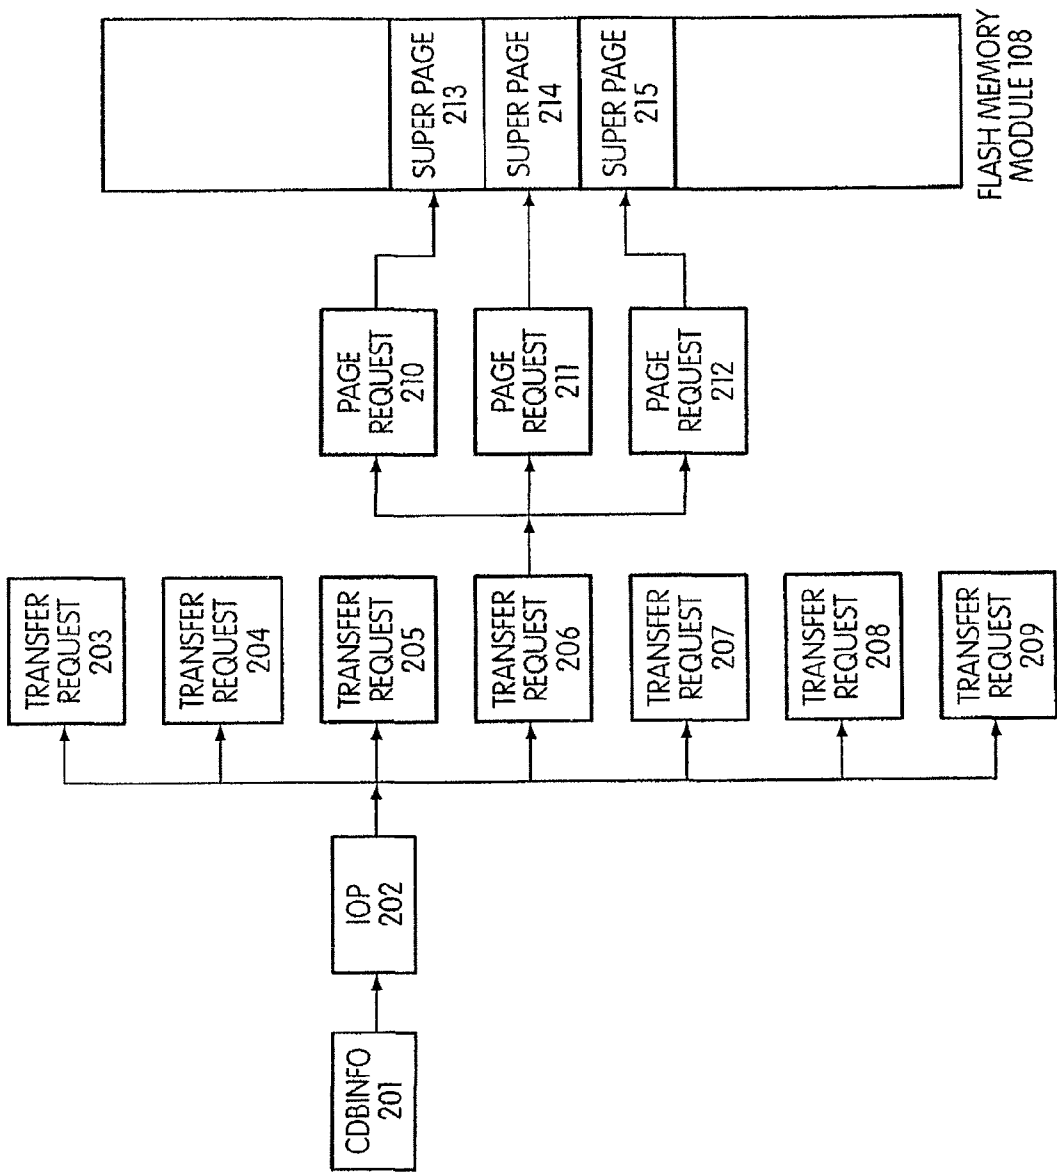 CDBINFO
201
IOP
202
TRANSFER
REQUEST
203
TRANSFER
REQUEST
204
TRANSFER
REQUEST
205
TRANSFER
REQUEST
206
TRANSFER
REQUEST
207
TRANSFER
REQUEST
208
TRANSFER
REQUEST
209
PAGE
REQUEST
210
PAGE
REQUEST
211
PAGE
REQUEST
212
SUPER PAGE
213
SUPER PAGE
214
SUPER PAGE
215
FLASH MEMORY
MODULE 108